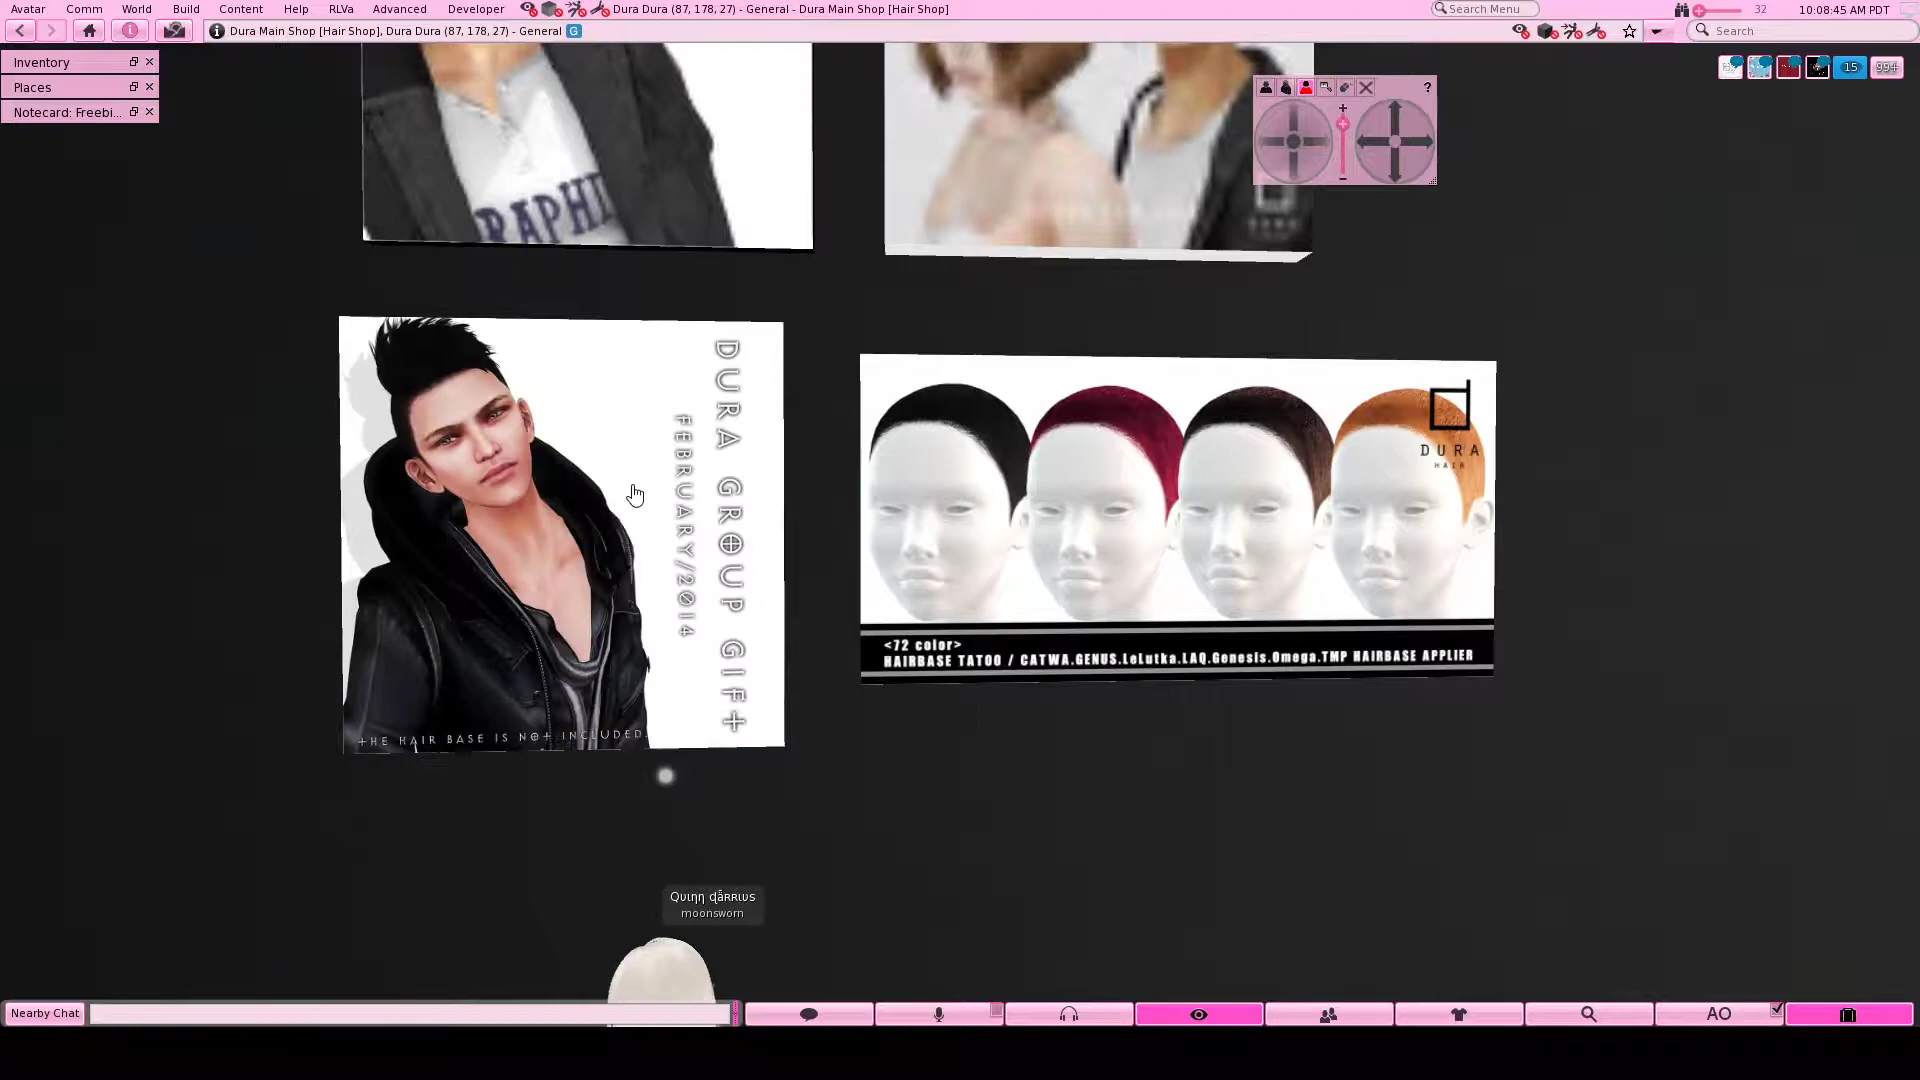 Avatar Comm World Build Content Help RLVa Advanced Developer Dura Dura (87, 178, 27) - General - Dura Main Shop [Hair Shop] Search Menu 32 10:08:45 AM PDT
Dura Main Shop [Hair Shop], Dura Dura (87, 178, 27) - General G Search
Inventory
Places
Notecard: Freebi...
15
99+
?
RAPHI
DURA GROUP GIFT
FEBRUARY/2014
THE HAIR BASE IS NOT INCLUDED.
DURA
HAIR
<72 color>
HAIRBASE TATOO / CATWA.GENUS.LeLutka.LAQ.Genesis.Omega.TMP HAIRBASE APPLIER
moonsworn
Nearby Chat
AO